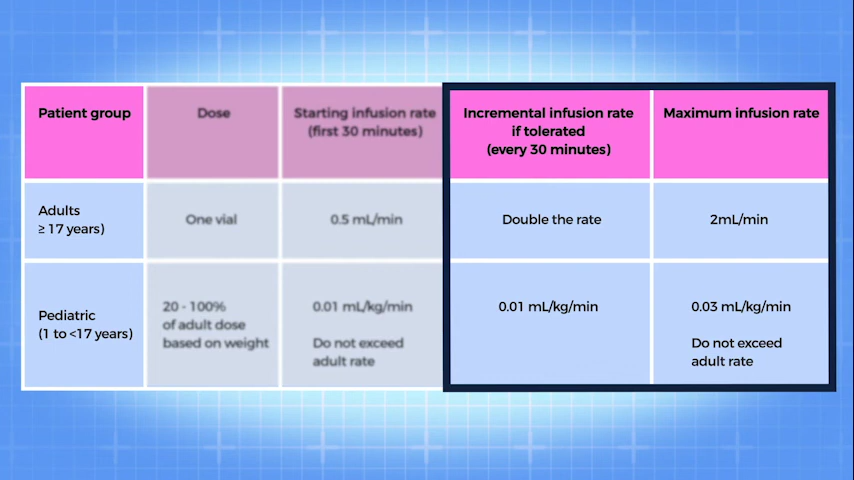 Patient group
Dose
Starting infusion rate
(first 30 minutes)
Incremental infusion rate
if tolerated
(every 30 minutes)
Maximum infusion rate
Adults
≥ 17 years)
One vial
0.5 mL/min
Double the rate
2mL/min
Pediatric
(1 to <17 years)
20 - 100%
of adult dose
based on weight
0.01 mL/kg/min
Do not exceed
adult rate
0.01 mL/kg/min
0.03 mL/kg/min
Do not exceed
adult rate